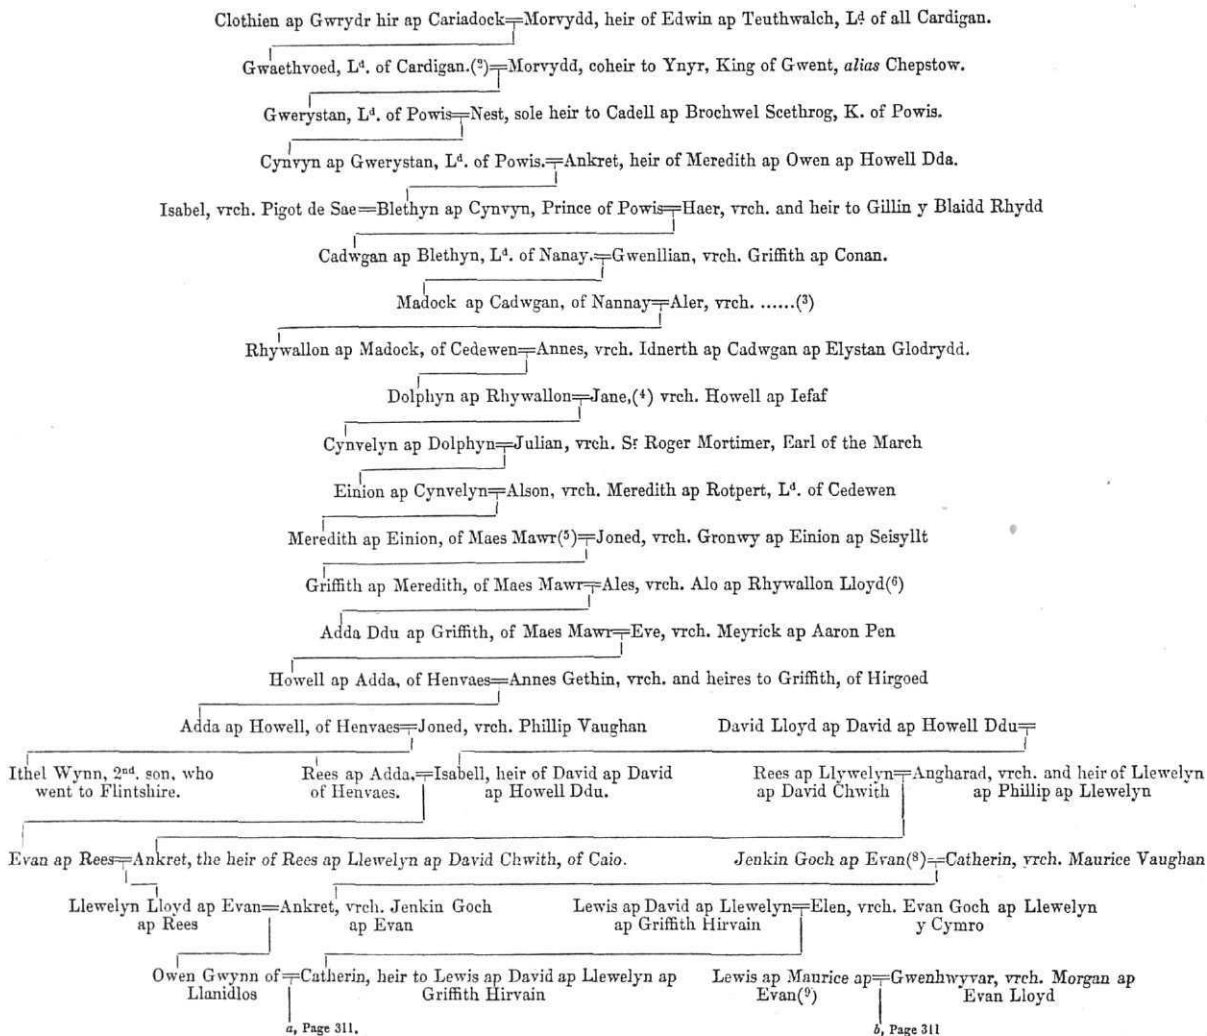 Clothien ap Gwrydr hir ap Cariadock=Morvydd, heir of Edwin ap Teuthwalch, Lᵈ of all Cardigan.
Gwaethvoed, Lᵈ. of Cardigan.(²)=Morvydd, coheir to Ynyr, King of Gwent, alias Chepstow.
Gwerystan, Lᵈ. of Powis=Nest, sole heir to Cadell ap Brochwel Scethrog, K. of Powis.
Cynvyn ap Gwerystan, Lᵈ. of Powis.=Ankret, heir of Meredith ap Owen ap Howell Dda.
Isabel, vrch. Pigot de Sae=Blethyn ap Cynvyn, Prince of Powis=Haer, vrch. and heir to Gillin y Blaidd Rhydd
Cadwgan ap Blethyn, Lᵈ. of Nanay.=Gwenllian, vrch. Griffith ap Conan.
Madock ap Cadwgan, of Nannay=Aler, vrch. ......(³)
Rhywallon ap Madock, of Cedewen=Annes, vrch. Idnerth ap Cadwgan ap Elystan Glodrydd.
Dolphyn ap Rhywallon=Jane,(⁴) vrch. Howell ap Iefaf
Cynvelyn ap Dolphyn=Julian, vrch. Sʳ Roger Mortimer, Earl of the March
Einion ap Cynvelyn=Alson, vrch. Meredith ap Rotpert, Lᵈ. of Cedewen
Meredith ap Einion, of Maes Mawr(⁵)=Joned, vrch. Gronwy ap Einion ap Seisyllt
Griffith ap Meredith, of Maes Mawr=Ales, vrch. Alo ap Rhywallon Lloyd(⁶)
Adda Ddu ap Griffith, of Maes Mawr=Eve, vrch. Meyrick ap Aaron Pen
Howell ap Adda, of Henvaes=Annes Gethin, vrch. and heires to Griffith, of Hirgoed
Adda ap Howell, of Henvaes=Joned, vrch. Phillip Vaughan David Lloyd ap David ap Howell Ddu=
Ithel Wynn, 2ⁿᵈ. son, who Rees ap Adda,=Isabell, heir of David ap David Rees ap Llywelyn=Angharad, vrch. and heir of Llewelyn
went to Flintshire. of Henvaes. ap Howell Ddu. ap David Chwith ap Phillip ap Llewelyn
Evan ap Rees=Ankret, the heir of Rees ap Llewelyn ap David Chwith, of Caio. Jenkin Goch ap Evan(⁸)=Catherin, vrch. Maurice Vaughan
Llewelyn Lloyd ap Evan=Ankret, vrch. Jenkin Goch Lewis ap David ap Llewelyn=Elen, vrch. Evan Goch ap Llewelyn
ap Rees ap Evan ap Griffith Hirvain y Cymro
Owen Gwynn of=Catherin, heir to Lewis ap David ap Llewelyn ap Lewis ap Maurice ap=Gwenhwyvar, vrch. Morgan ap
Llanidlos Griffith Hirvain Evan(⁹) Evan Lloyd
a, Page 311. b, Page 311